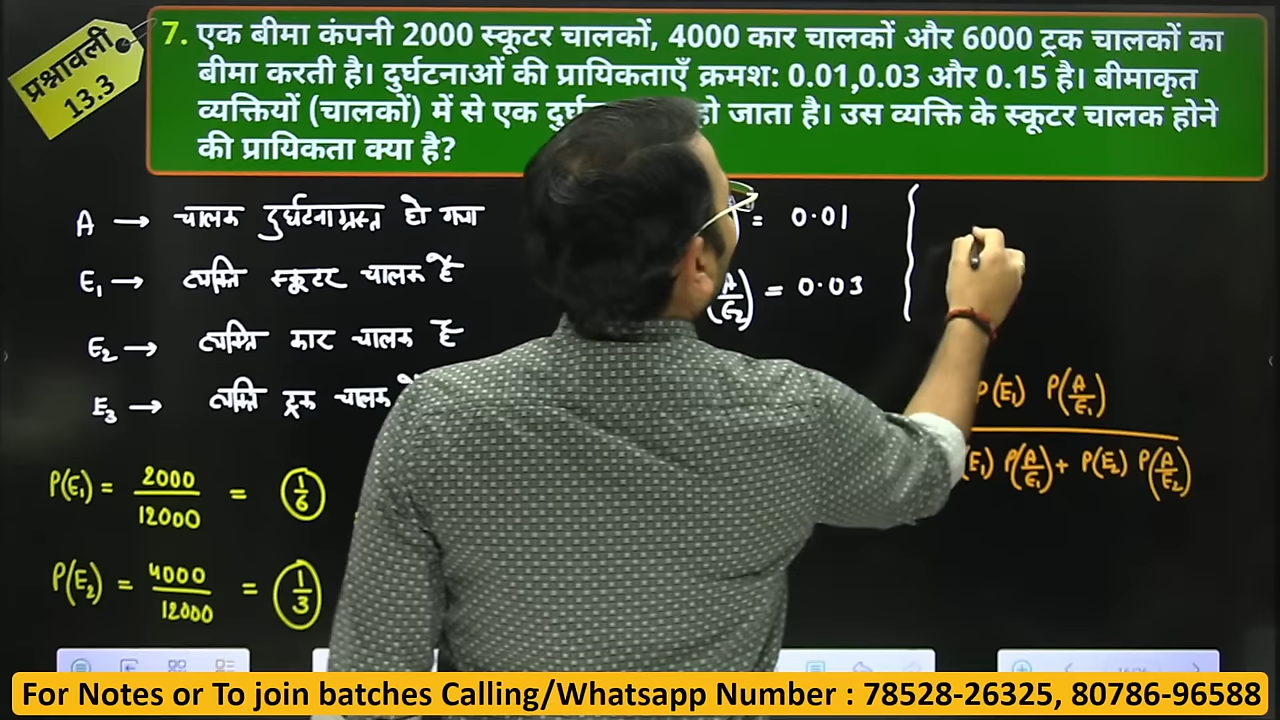 प्रश्नावली
13.3
7. एक बीमा कंपनी 2000 स्कूटर चालकों, 4000 कार चालकों और 6000 ट्रक चालकों का
बीमा करती है। दुर्घटनाओं की प्रायिकताएँ क्रमश: 0.01,0.03 और 0.15 है। बीमाकृत
व्यक्तियों (चालकों) में से एक हो जाता है। उस व्यक्ति के स्कूटर चालक होने
की प्रायिकता क्या है?
A → चालक दुर्घटनाग्रस्त हो गया
= 0.01
E₁ → व्यक्ति स्कूटर चालक है
(A/E₂) = 0.03
E₂ → व्यक्ति कार चालक है
E₃ → व्यक्ति ट्रक चालक
P(E₁) P(A/E₁)
E₁) P(A/E₁) + P(E₂) P(A/E₂)
P(E₁) = 2000/12000 = 1/6
P(E₂) = 4000/12000 = 1/3
For Notes or To join batches Calling/Whatsapp Number : 78528-26325, 80786-96588